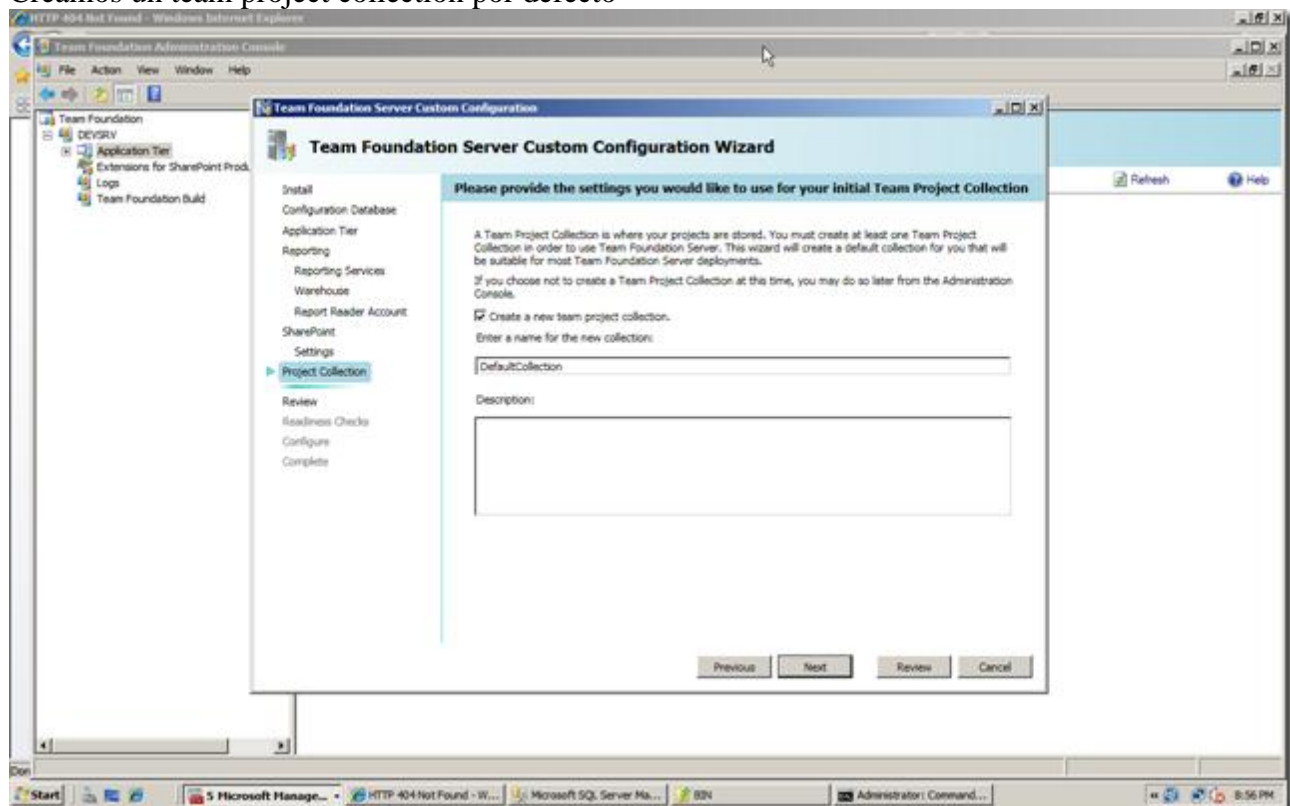 Creamos un team project collection por defecto
HTTP 404 Not Found - Windows Internet Explorer
Team Foundation Administration Console
File Action View Window Help
Team Foundation
DEVSRV
Application Tier
Extensions for SharePoint Prod
Logs
Team Foundation Build
Refresh Help
Team Foundation Server Custom Configuration
Team Foundation Server Custom Configuration Wizard
Install
Configuration Database
Application Tier
Reporting
Reporting Services
Warehouse
Report Reader Account
SharePoint
Settings
Project Collection
Review
Readiness Checks
Configure
Complete
Please provide the settings you would like to use for your initial Team Project Collection
A Team Project Collection is where your projects are stored. You must create at least one Team Project
Collection in order to use Team Foundation Server. This wizard will create a default collection for you that will
be suitable for most Team Foundation Server deployments.
If you choose not to create a Team Project Collection at this time, you may do so later from the Administration
Console.
Create a new team project collection.
Enter a name for the new collection:
DefaultCollection
Description:
Previous Next Review Cancel
Don
Start 5 Microsoft Manage... HTTP 404 Not Found - W... Microsoft SQL Server Ma... BIN Administrator: Command... 8:56 PM